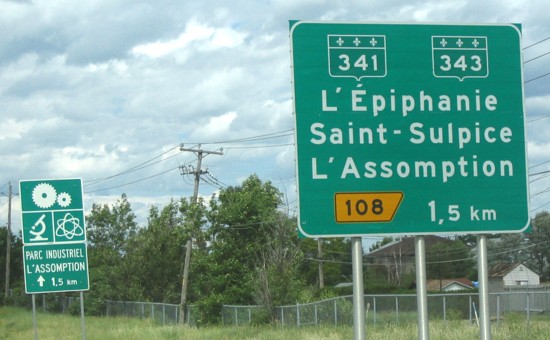 341 343
L'Épiphanie
Saint-Sulpice
L'Assomption
108 1,5 km
PARC INDUSTRIEL
L'ASSOMPTION
1,5 km